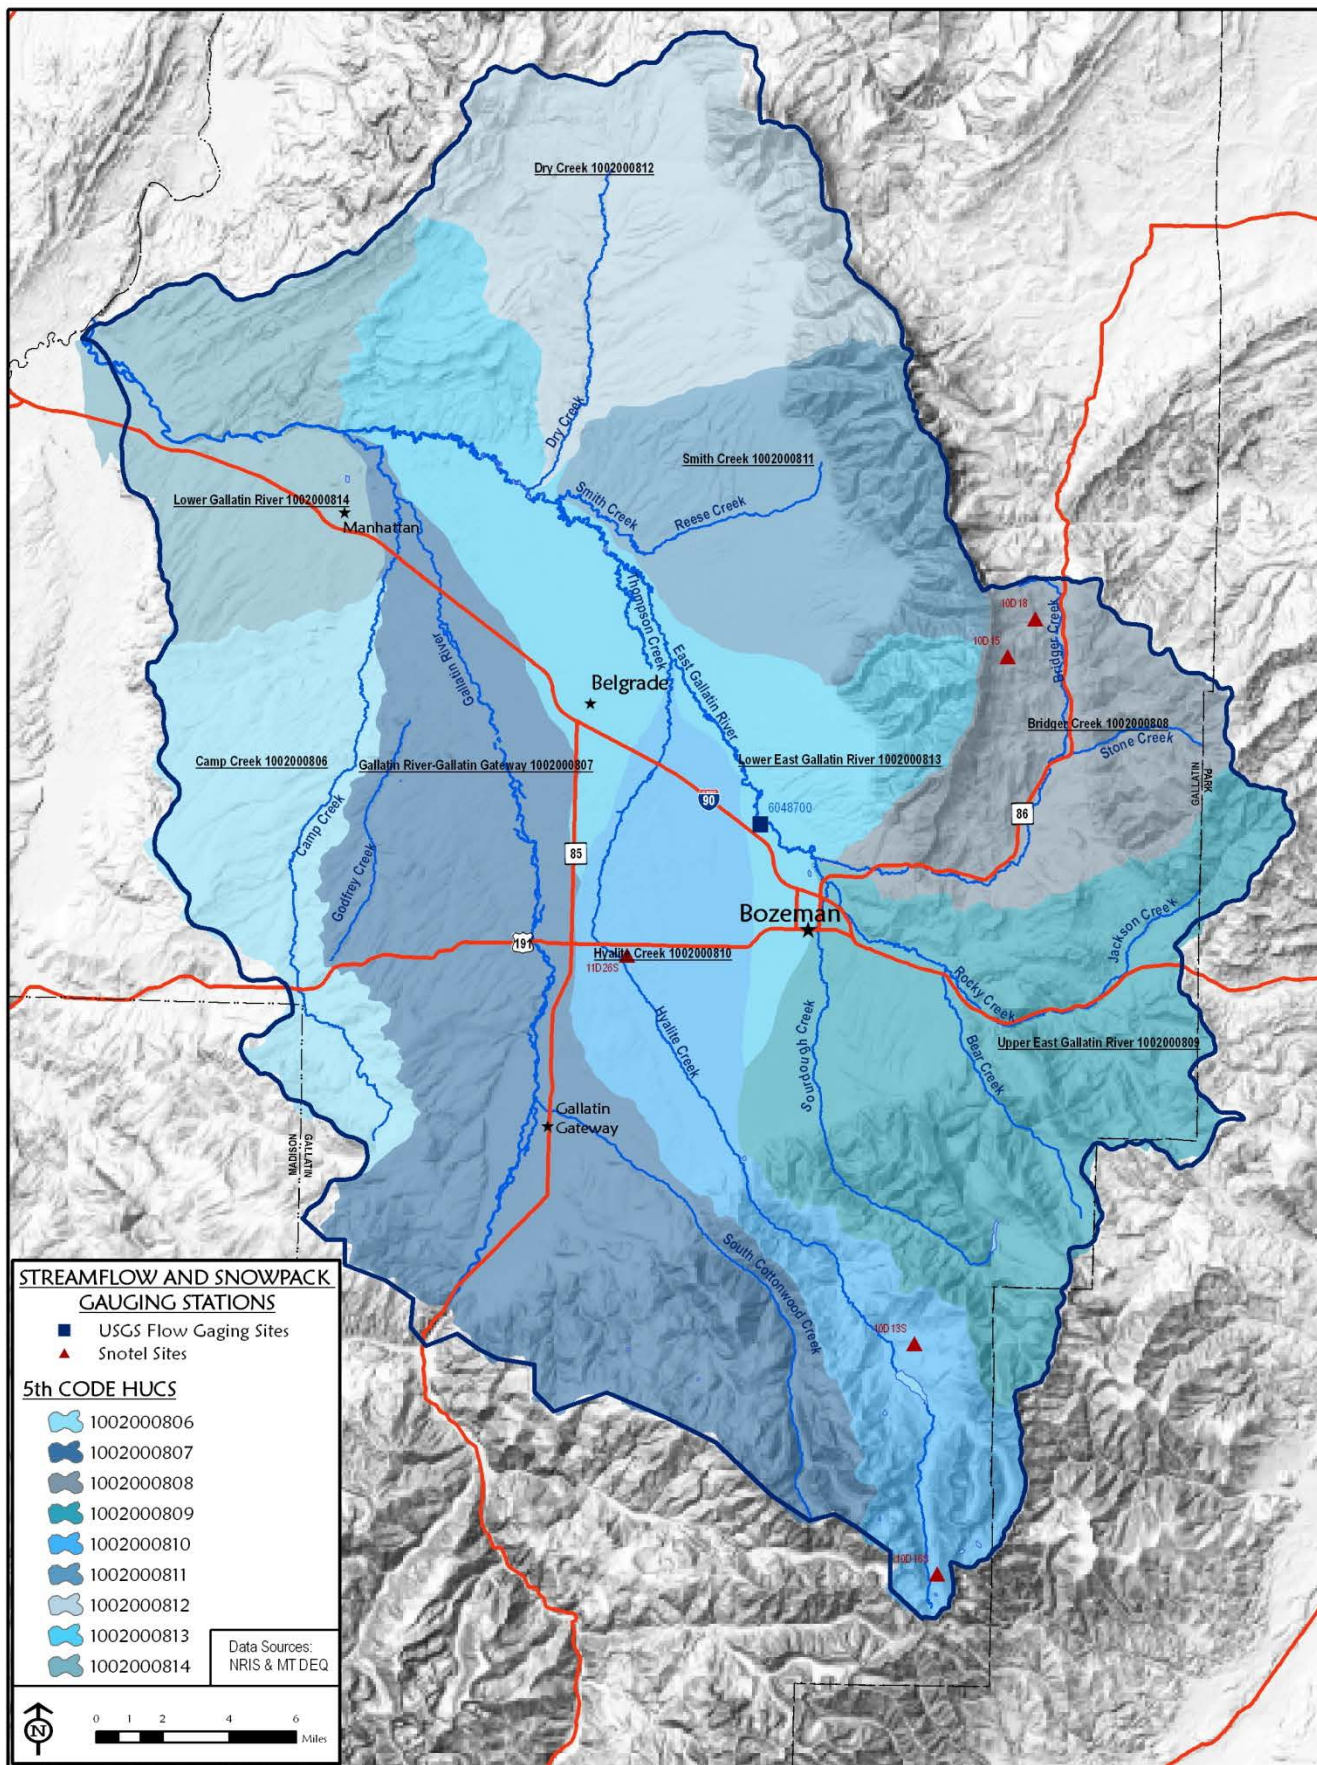 Dry Creek 1002000812
Dry Creek
Smith Creek 1002000811
Smith Creek
Reese Creek
Lower Gallatin River 1002000814
Manhattan
Thompson Creek
East Gallatin River
Gallatin River
10D18
10D15
Bridger Creek
Belgrade
Bridger Creek 1002000808
Stone Creek
Camp Creek 1002000806
Gallatin River-Gallatin Gateway 1002000807
Lower East Gallatin River 1002000813
GALLATIN
PARK
90
6048700
86
85
Camp Creek
Godfrey Creek
Bozeman
191
Hyalite Creek 1002000810
11D26S
Jackson Creek
Rocky Creek
Hyalite Creek
Sourdough Creek
Bear Creek
Upper East Gallatin River 1002000809
Gallatin
Gateway
MADISON
GALLATIN
South Cottonwood Creek
10D13S
10D16S
STREAMFLOW AND SNOWPACK
GAUGING STATIONS
USGS Flow Gaging Sites
Snotel Sites
5th CODE HUCS
1002000806
1002000807
1002000808
1002000809
1002000810
1002000811
1002000812
1002000813
1002000814
Data Sources:
NRIS & MT DEQ
N
0 1 2 4 6
Miles